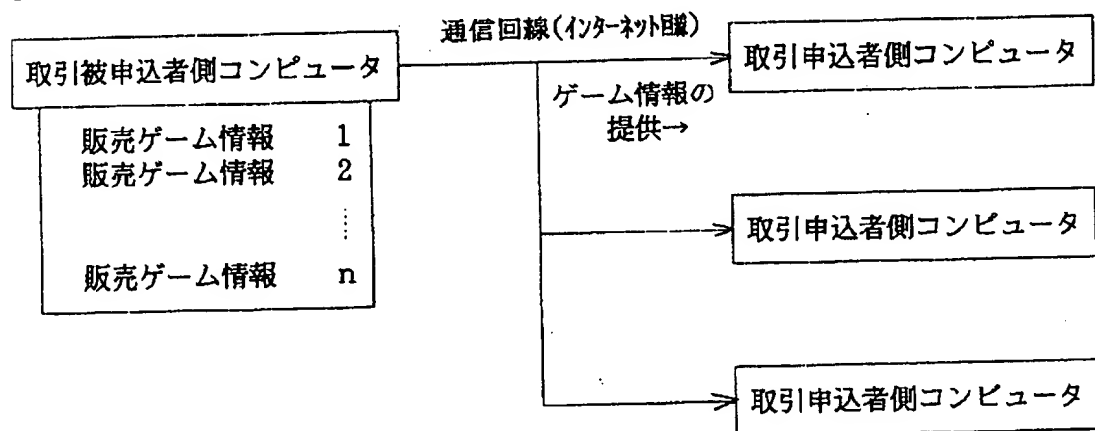 通信回線(インターネット回線)
取引被申込者側コンピュータ
取引申込者側コンピュータ
ゲーム情報の
提供→
販売ゲーム情報 1
販売ゲーム情報 2
⋮
販売ゲーム情報 n
取引申込者側コンピュータ
取引申込者側コンピュータ